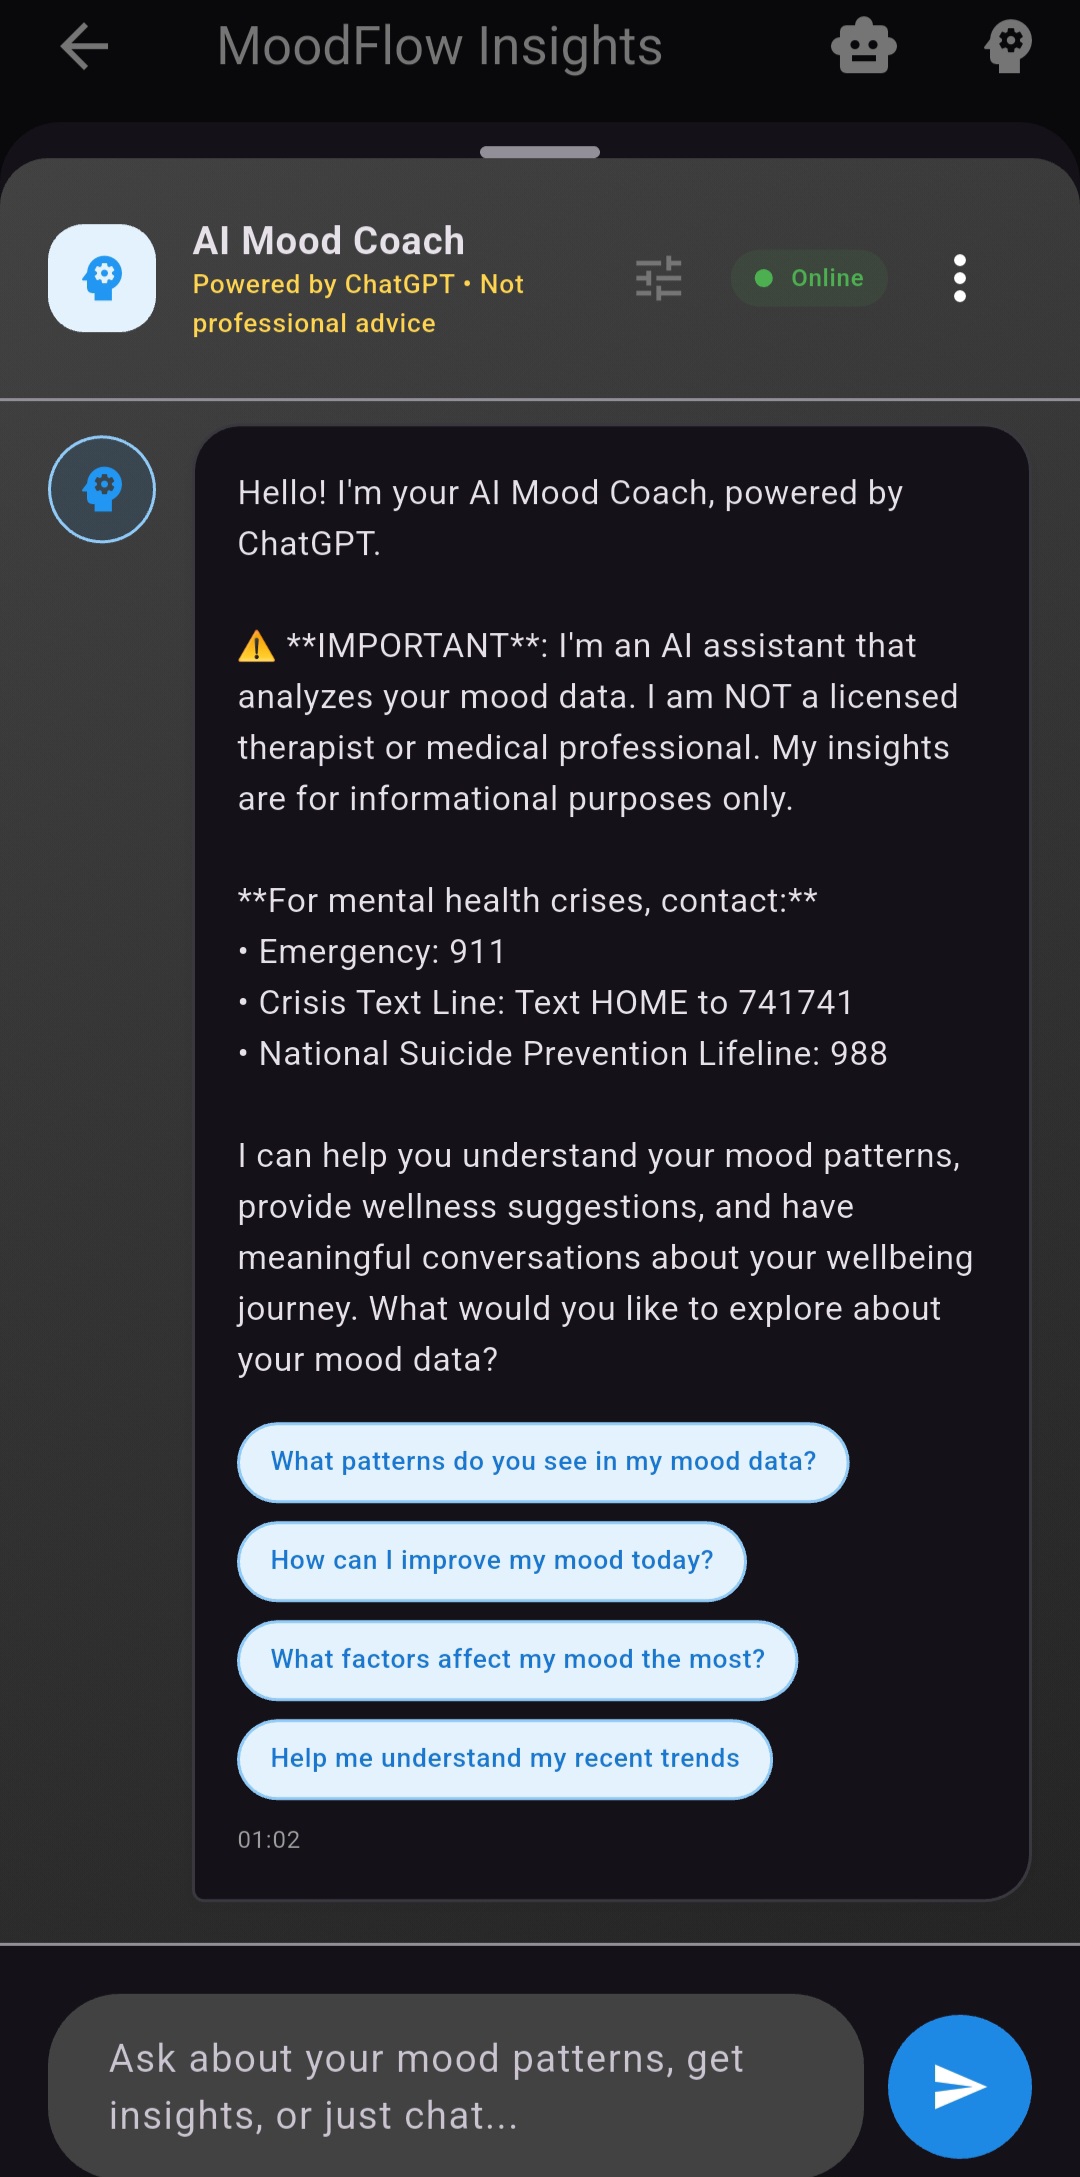 MoodFlow Insights
AI Mood Coach
Powered by ChatGPT • Not
professional advice
Online
Hello! I'm your AI Mood Coach, powered by
ChatGPT.
⚠️ **IMPORTANT**: I'm an AI assistant that
analyzes your mood data. I am NOT a licensed
therapist or medical professional. My insights
are for informational purposes only.
**For mental health crises, contact:**
• Emergency: 911
• Crisis Text Line: Text HOME to 741741
• National Suicide Prevention Lifeline: 988
I can help you understand your mood patterns,
provide wellness suggestions, and have
meaningful conversations about your wellbeing
journey. What would you like to explore about
your mood data?
What patterns do you see in my mood data?
How can I improve my mood today?
What factors affect my mood the most?
Help me understand my recent trends
01:02
Ask about your mood patterns, get
insights, or just chat...